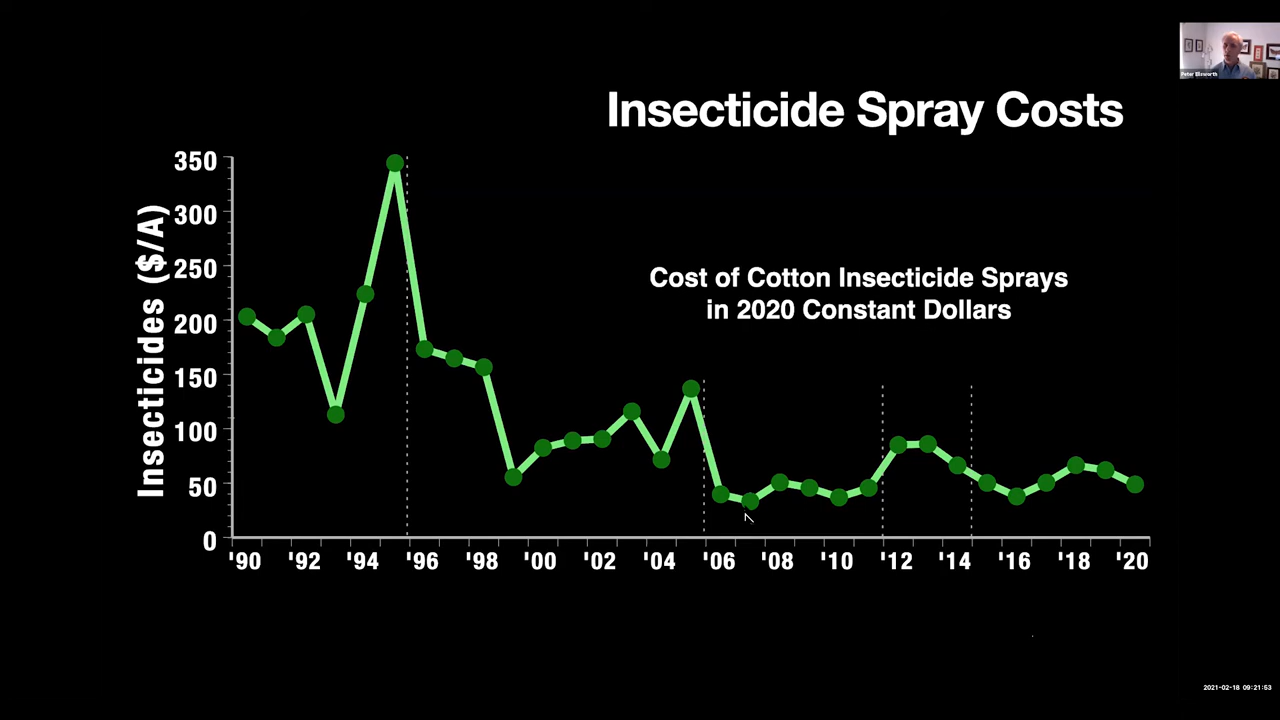 Peter Ellsworth
Insecticide Spray Costs
Cost of Cotton Insecticide Sprays
in 2020 Constant Dollars
Insecticides ($/A)
350
300
250
200
150
100
50
0
'90 '92 '94 '96 '98 '00 '02 '04 '06 '08 '10 '12 '14 '16 '18 '20
2021-02-18 09:21:53